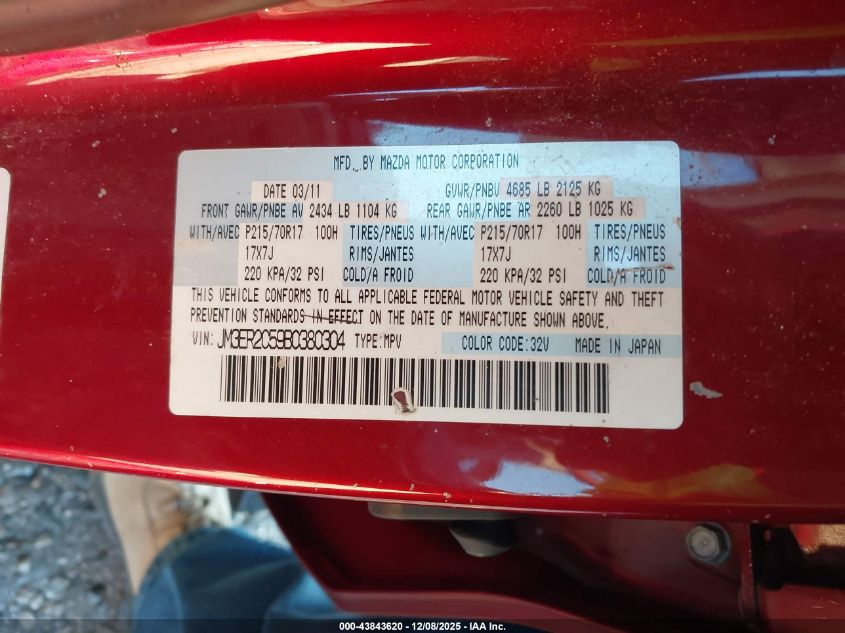 MFD. BY MAZDA MOTOR CORPORATION
DATE 03/11 GVWR/PNBV 4685 LB 2125 KG
FRONT GAWR/PNBE AV 2434 LB 1104 KG REAR GAWR/PNBE AR 2260 LB 1025 KG
WITH/AVEC P215/70R17 100H TIRES/PNEUS WITH/AVEC P215/70R17 100H TIRES/PNEUS
17X7J RIMS/JANTES 17X7J RIMS/JANTES
220 KPA/32 PSI COLD/A FROID 220 KPA/32 PSI COLD/A FROID
THIS VEHICLE CONFORMS TO ALL APPLICABLE FEDERAL MOTOR VEHICLE SAFETY AND THEFT
PREVENTION STANDARDS IN EFFECT ON THE DATE OF MANUFACTURE SHOWN ABOVE.
VIN: JM3ER2C59B0380304 TYPE:MPV COLOR CODE:32V MADE IN JAPAN
000-43843620 - 12/08/2025 - IAA Inc.